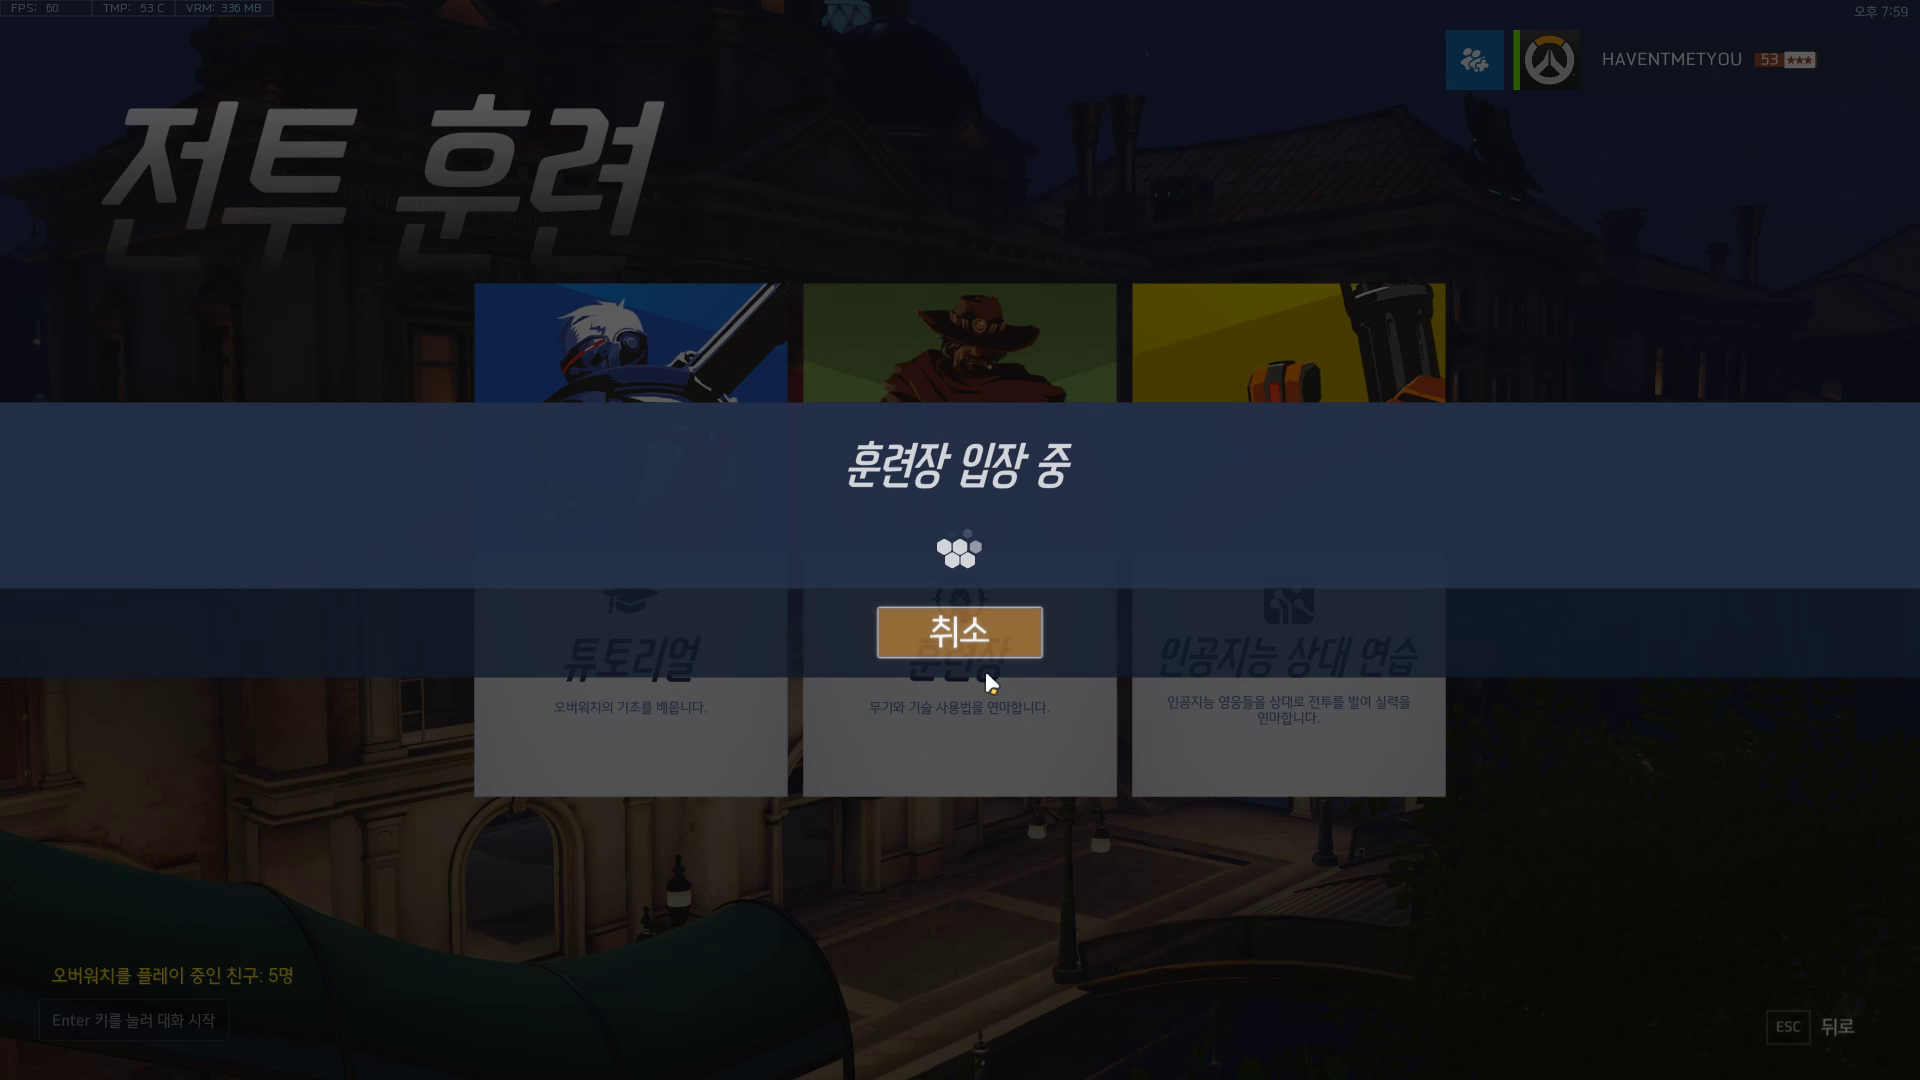 FPS: 60 TMP: 53 C VRM: 336 MB
오후 7:59
HAVENTMETYOU 53
전투 훈련
훈련장 입장 중
취소
튜토리얼
오버워치의 기초를 배웁니다.
훈련장
무기와 기술 사용법을 연마합니다.
인공지능 상대 연습
인공지능 영웅들을 상대로 전투를 벌여 실력을
연마합니다.
오버워치를 플레이 중인 친구: 5명
Enter 키를 눌러 대화 시작
ESC 뒤로